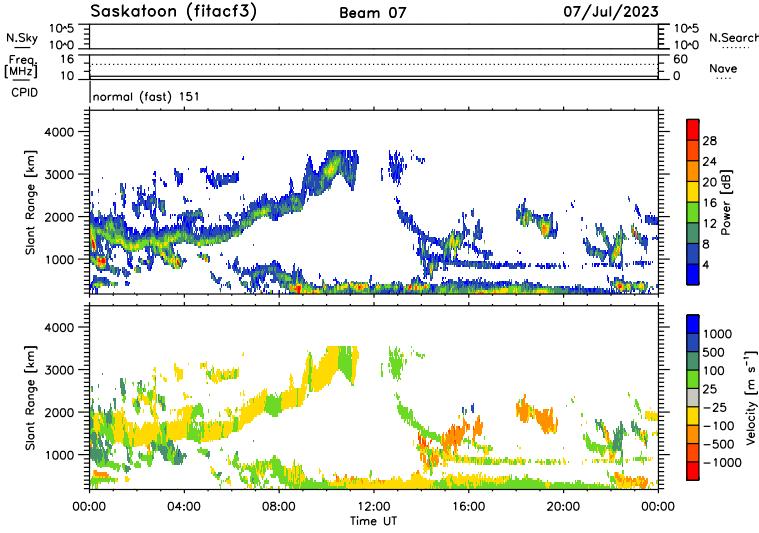 Saskatoon (fitacf3) Beam 07 07/Jul/2023
N.Sky 10^5 10^0 10^5 10^0 N.Search
Freq. [MHz] 16 10 60 0 Nave
CPID normal (fast) 151
Slant Range [km] 4000 3000 2000 1000
28 24 20 16 12 8 4 Power [dB]
Slant Range [km] 4000 3000 2000 1000
1000 500 100 25 −25 −100 −500 −1000 Velocity [m s⁻¹]
00:00 04:00 08:00 12:00 16:00 20:00 00:00
Time UT